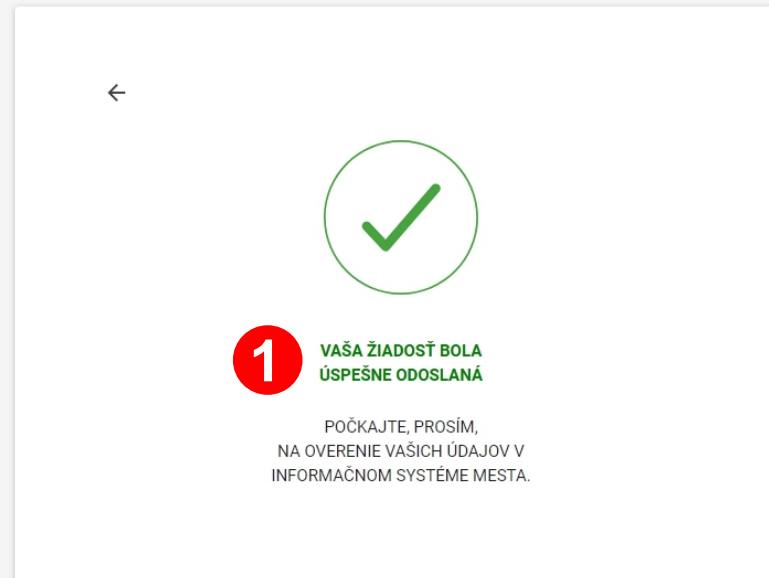 1
VAŠA ŽIADOSŤ BOLA
ÚSPEŠNE ODOSLANÁ
POČKAJTE, PROSÍM,
NA OVERENIE VAŠICH ÚDAJOV V
INFORMAČNOM SYSTÉME MESTA.